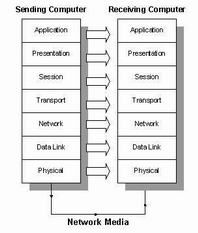 Sending Computer Receiving Computer
Application Application
Presentation Presentation
Session Session
Transport Transport
Network Network
Data Link Data Link
Physical Physical
Network Media